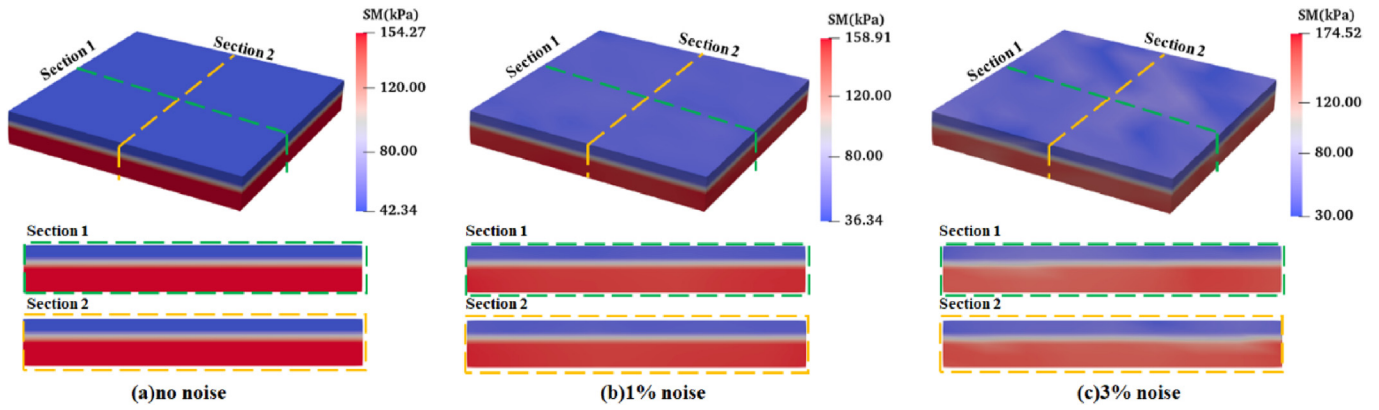 SM(kPa)
154.27
120.00
80.00
42.34
Section 1
Section 2
Section 1
Section 2
(a)no noise
SM(kPa)
158.91
120.00
80.00
36.34
Section 1
Section 2
Section 1
Section 2
(b)1% noise
SM(kPa)
174.52
120.00
80.00
30.00
Section 1
Section 2
Section 1
Section 2
(c)3% noise